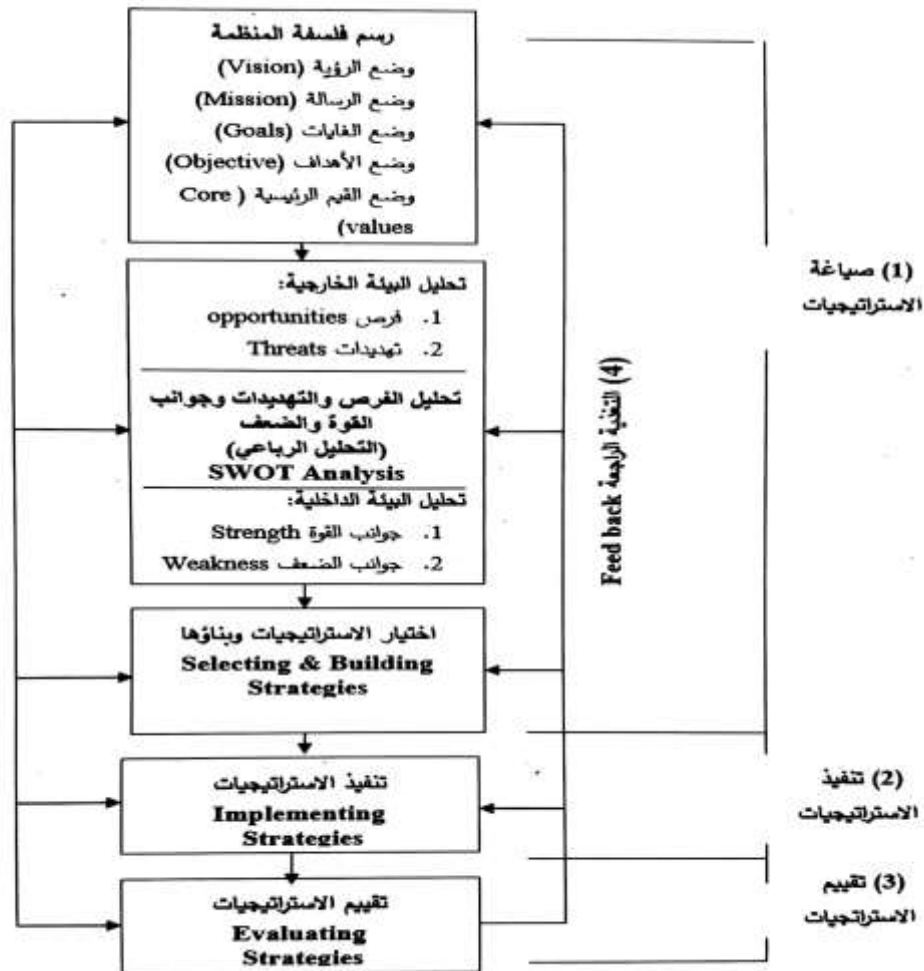 رسم فلسفة المنظمة
وضع الرؤية (Vision)
وضع الرسالة (Mission)
وضع الغايات (Goals)
وضع الأهداف (Objective)
وضع القيم الرئيسية ( Core
values)
تحليل البيئة الخارجية:
1. فرص opportunities
2. تهديدات Threats
تحليل الفرص والتهديدات وجوانب
القوة والضعف
(التحليل الرباعي)
SWOT Analysis
تحليل البيئة الداخلية:
1. جوانب القوة Strength
2. جوانب الضعف Weakness
اختيار الاستراتيجيات وبناؤها
Selecting & Building
Strategies
تنفيذ الاستراتيجيات
Implementing
Strategies
تقييم الاستراتيجيات
Evaluating
Strategies
(4) التغذية الراجعة Feed back
(1) صياغة
الاستراتيجيات
(2) تنفيذ
الاستراتيجيات
(3) تقييم
الاستراتجيات